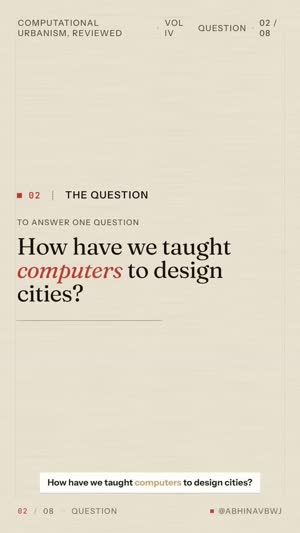 COMPUTATIONAL URBANISM, REVIEWED · VOL IV QUESTION · 02 / 08
02 | THE QUESTION
TO ANSWER ONE QUESTION
How have we taught
computers to design
cities?
How have we taught computers to design cities?
02 / 08 · QUESTION @ABHINAVBWJ